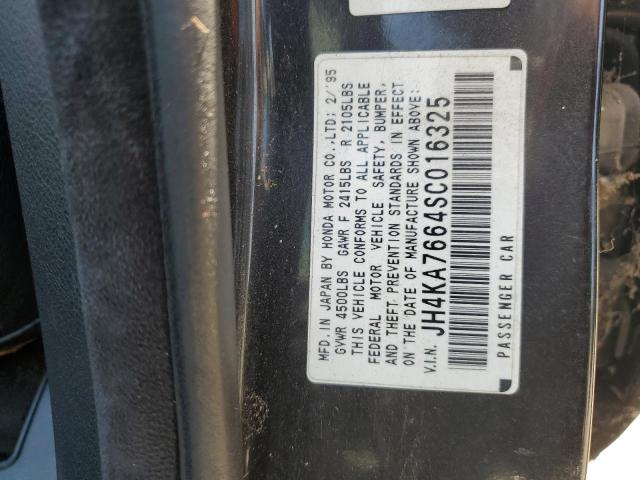 MFD. IN JAPAN BY HONDA MOTOR CO., LTD: 2/'95
GVWR 4500LBS GAWR F 2415LBS R 2105LBS
THIS VEHICLE CONFORMS TO ALL APPLICABLE
FEDERAL MOTOR VEHICLE SAFETY, BUMPER,
AND THEFT PREVENTION STANDARDS IN EFFECT
ON THE DATE OF MANUFACTURE SHOWN ABOVE:
V.I.N. JH4KA7664SC016325
PASSENGER CAR